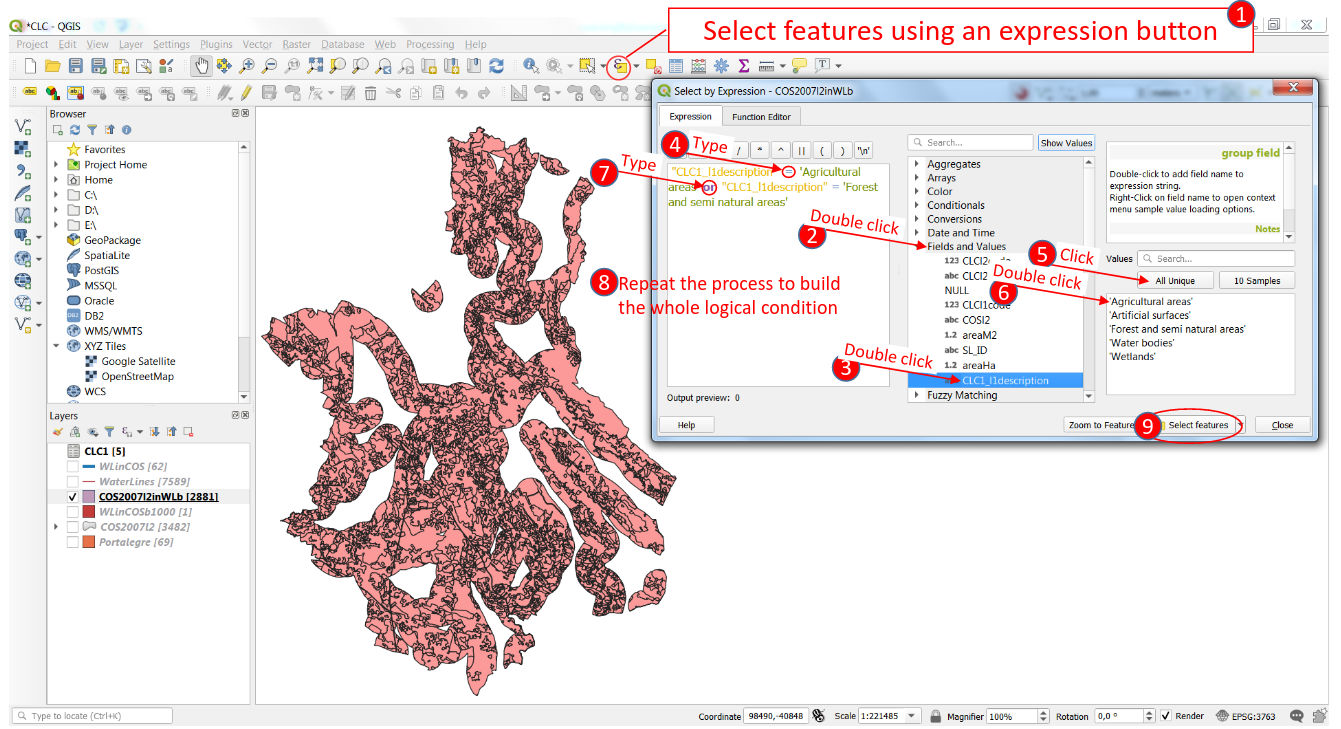 *CLC - QGIS
1
Select features using an expression button
Project Edit View Layer Settings Plugins Vector Raster Database Web Processing Help
Select by Expression - COS2007l2inWLb
Expression Function Editor
4 Type
/ * ^ || ( ) '\n'
Search... Show Values
7 Type
"CLC1_l1description" = 'Agricultural
areas' or "CLC1_l1description" = 'Forest
and semi natural areas'
Aggregates
Arrays
Color
Conditionals
Conversions
Date and Time
Fields and Values
123 CLCl2code
abc CLCl2
NULL
123 CLCl1code
abc COSl2
1.2 areaM2
abc SL_ID
1.2 areaHa
CLC1_l1description
Fuzzy Matching
2 Double click
3 Double click
group field
Double-click to add field name to
expression string.
Right-Click on field name to open context
menu sample value loading options.
Notes
Values Search...
5 Click
All Unique 10 Samples
6 Double click
'Agricultural areas'
'Artificial surfaces'
'Forest and semi natural areas'
'Water bodies'
'Wetlands'
8 Repeat the process to build
the whole logical condition
Output preview: 0
Help Zoom to Feature 9 Select features Close
Browser
Favorites
Project Home
Home
C:\
D:\
E:\
GeoPackage
SpatiaLite
PostGIS
MSSQL
Oracle
DB2
WMS/WMTS
XYZ Tiles
Google Satellite
OpenStreetMap
WCS
Layers
CLC1 [5]
WLinCOS [62]
WaterLines [7589]
COS2007l2inWLb [2881]
WLinCOSb1000 [1]
COS2007l2 [3482]
Portalegre [69]
Type to locate (Ctrl+K) Coordinate 98490,-40848 Scale 1:221485 Magnifier 100% Rotation 0,0 ° Render EPSG:3763